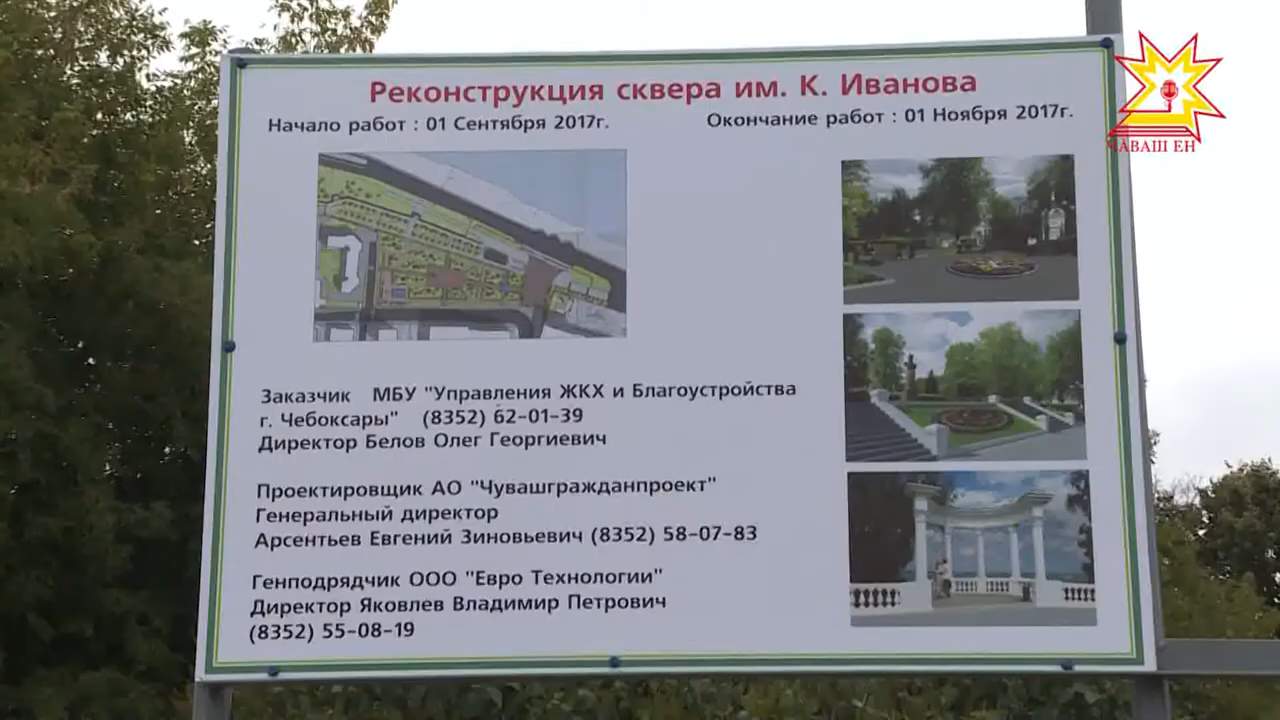 Реконструкция сквера им. К. Иванова
Начало работ : 01 Сентября 2017г.
Окончание работ : 01 Ноября 2017г.
ЧӐВАШ ЕН
Заказчик МБУ "Управления ЖКХ и Благоустройства
г. Чебоксары" (8352) 62-01-39
Директор Белов Олег Георгиевич
Проектировщик АО "Чувашгражданпроект"
Генеральный директор
Арсентьев Евгений Зиновьевич (8352) 58-07-83
Генподрядчик ООО "Евро Технологии"
Директор Яковлев Владимир Петрович
(8352) 55-08-19